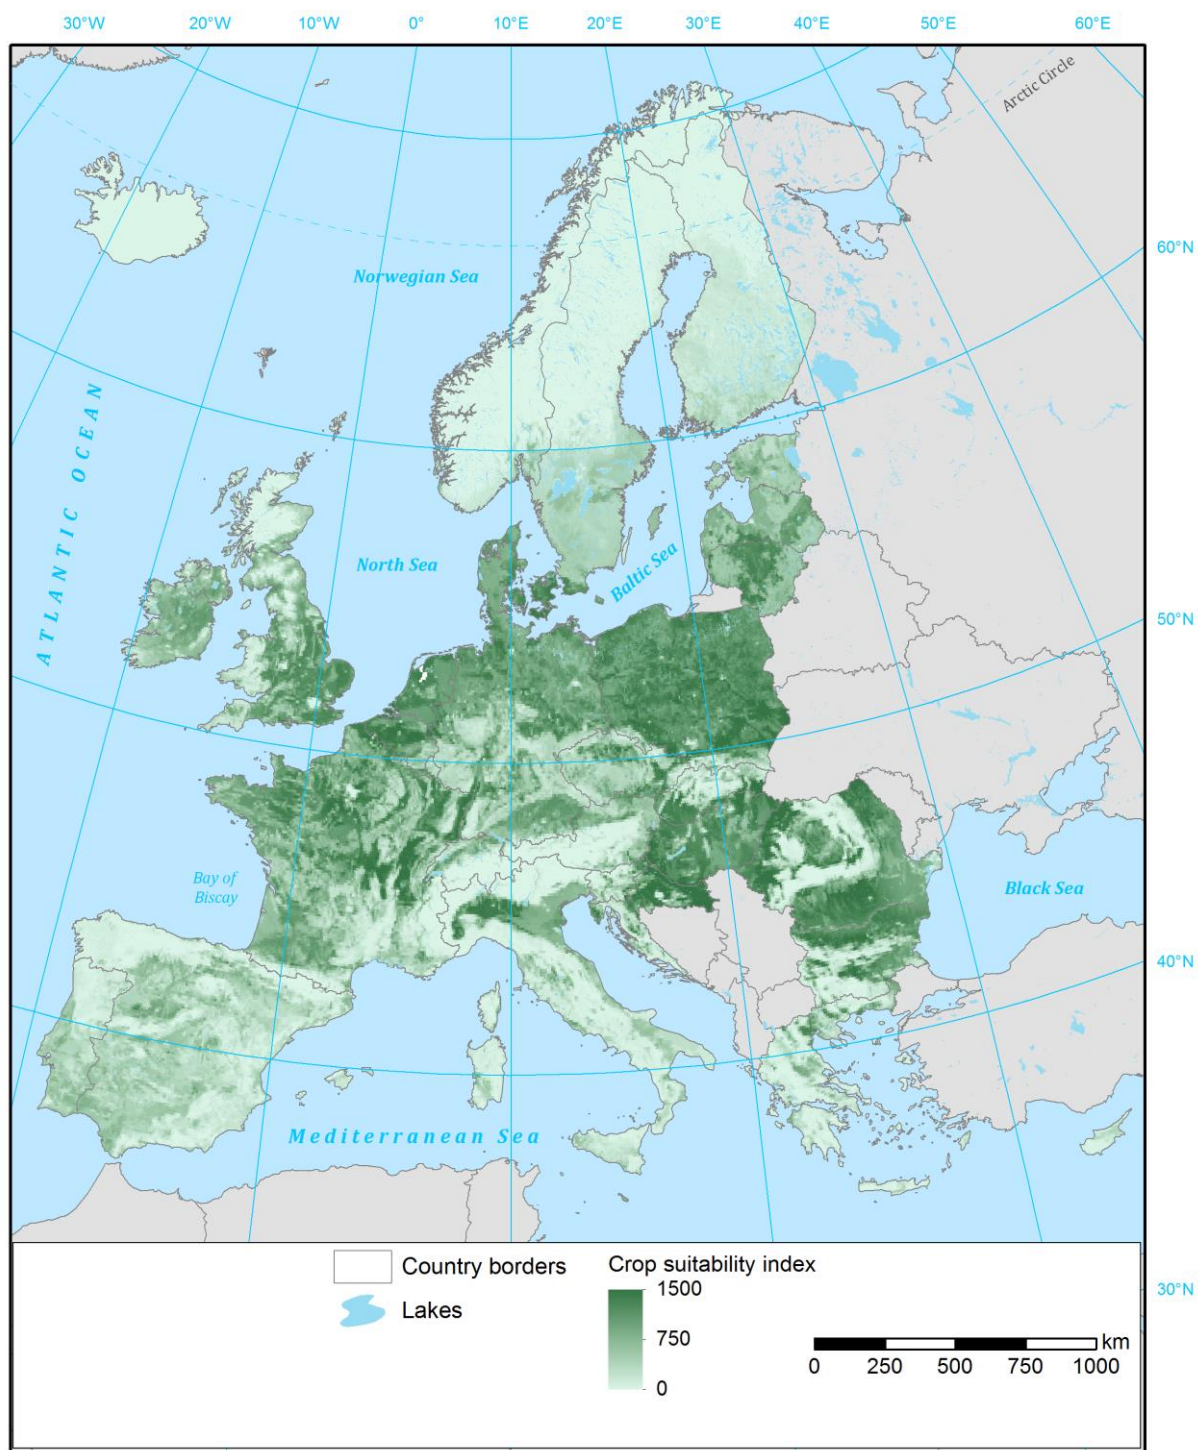 30°W 20°W 10°W 0° 10°E 20°E 30°E 40°E 50°E 60°E
Arctic Circle
60°N
Norwegian Sea
ATLANTIC OCEAN
North Sea
Baltic Sea
50°N
Bay of
Biscay
Black Sea
40°N
Mediterranean Sea
Country borders
Lakes
Crop suitability index
1500
750
0
30°N
km
0 250 500 750 1000